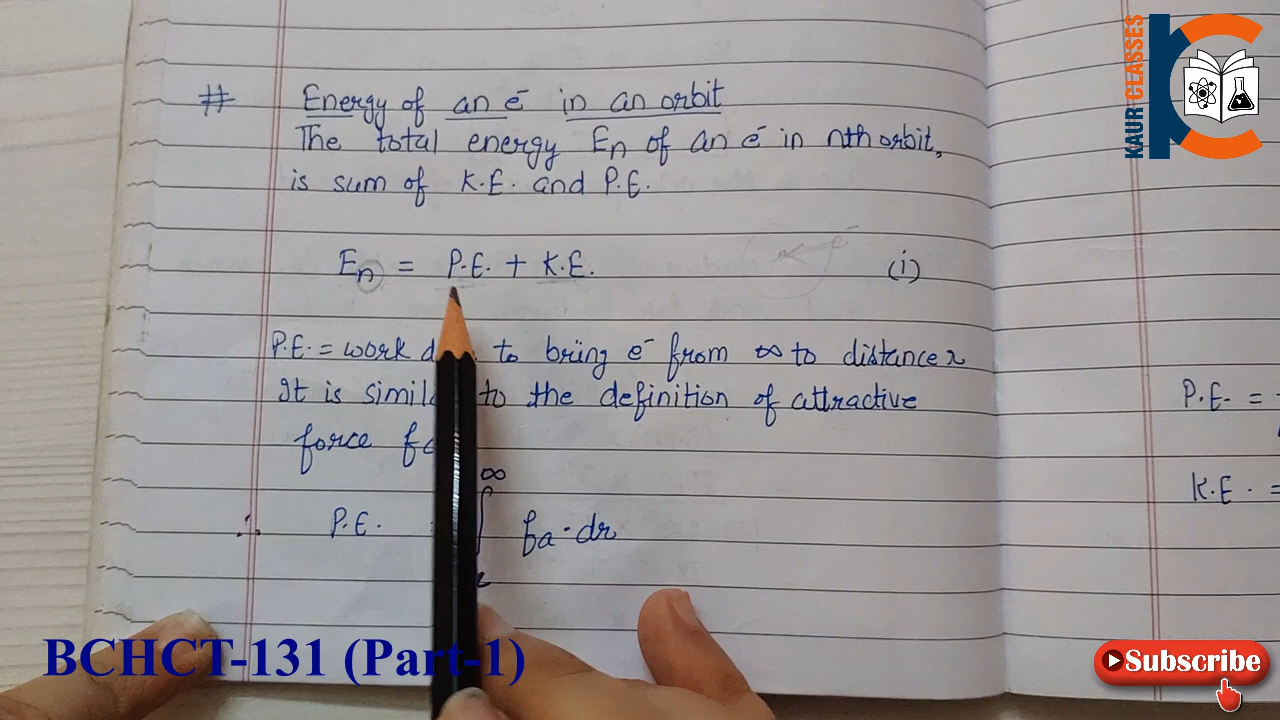 KAUR CLASSES
# Energy of an e⁻ in an orbit
The total energy En of an e⁻ in nth orbit,
is sum of K.E. and P.E.
En = P.E. + K.E. (i)
P.E. = work to bring e⁻ from ∞ to distance r
It is to the definition of attractive
force
∴ P.E. ∫ ∞ fa · dr
P.E. =
K.E. =
BCHCT-131 (Part-1)
Subscribe